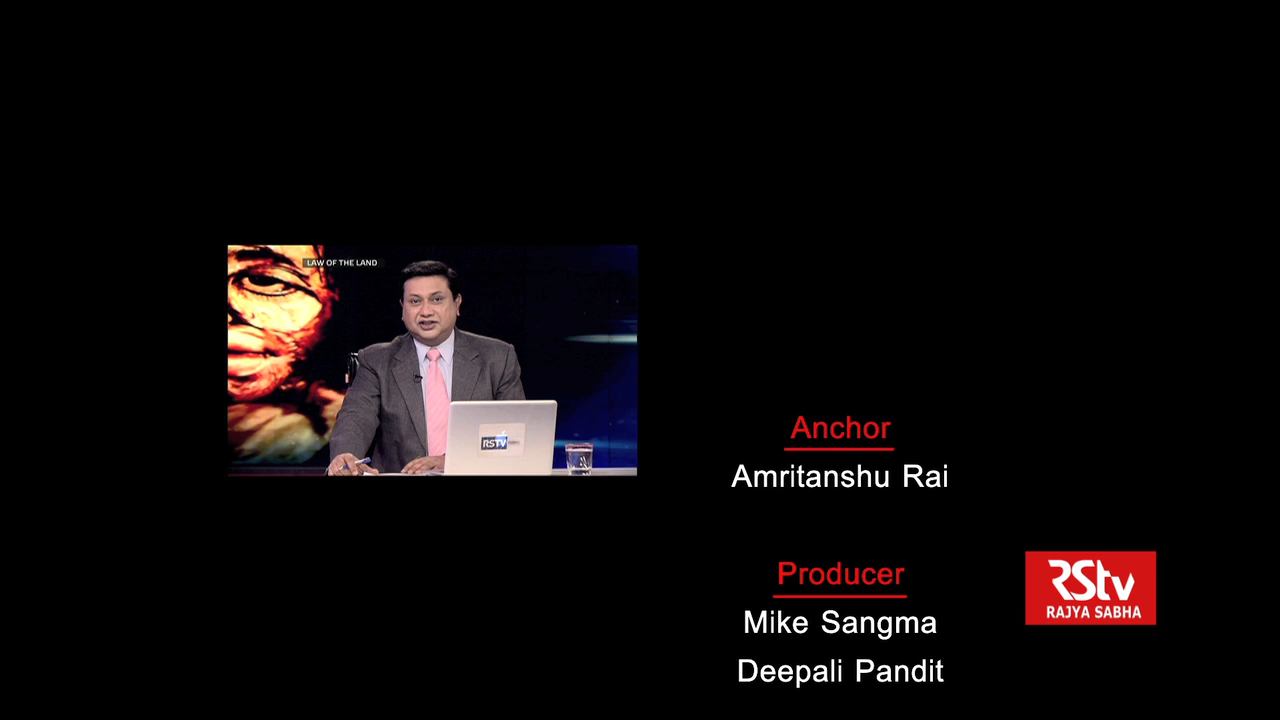 LAW OF THE LAND
RSTV
Anchor
Amritanshu Rai
Producer
Mike Sangma
Deepali Pandit
RStv
RAJYA SABHA